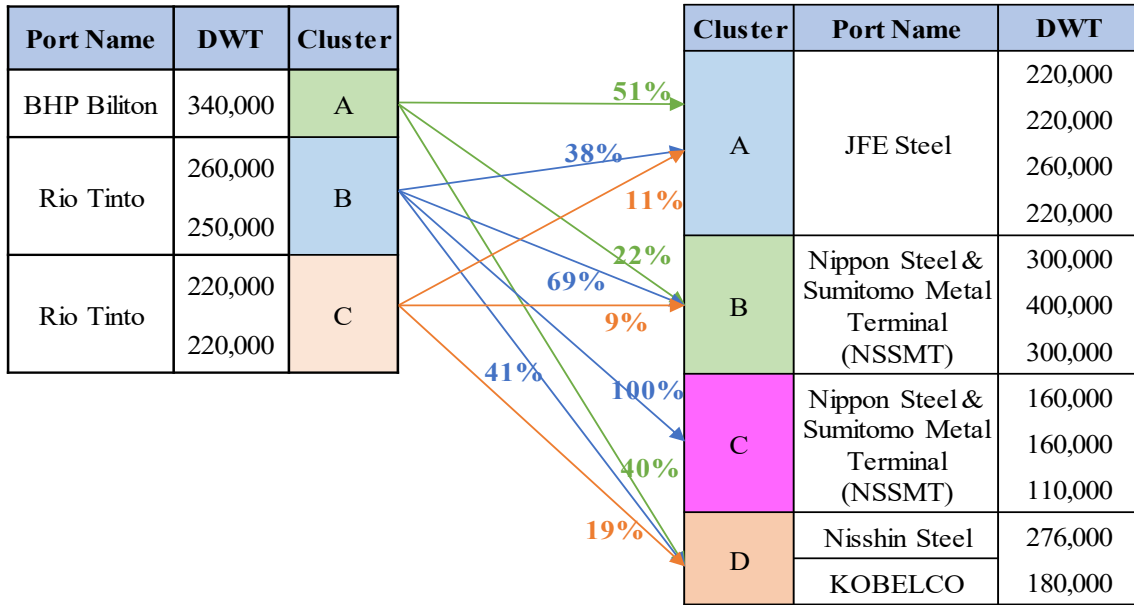 Port Name DWT Cluster
BHP Biliton 340,000 A
Rio Tinto 260,000 B
250,000
Rio Tinto 220,000 C
220,000
51%
38%
11%
22%
69%
9%
41%
100%
40%
19%
Cluster Port Name DWT
A JFE Steel 220,000
220,000
260,000
220,000
B Nippon Steel & 300,000
Sumitomo Metal 400,000
Terminal
(NSSMT) 300,000
C Nippon Steel & 160,000
Sumitomo Metal 160,000
Terminal
(NSSMT) 110,000
D Nisshin Steel 276,000
KOBELCO 180,000